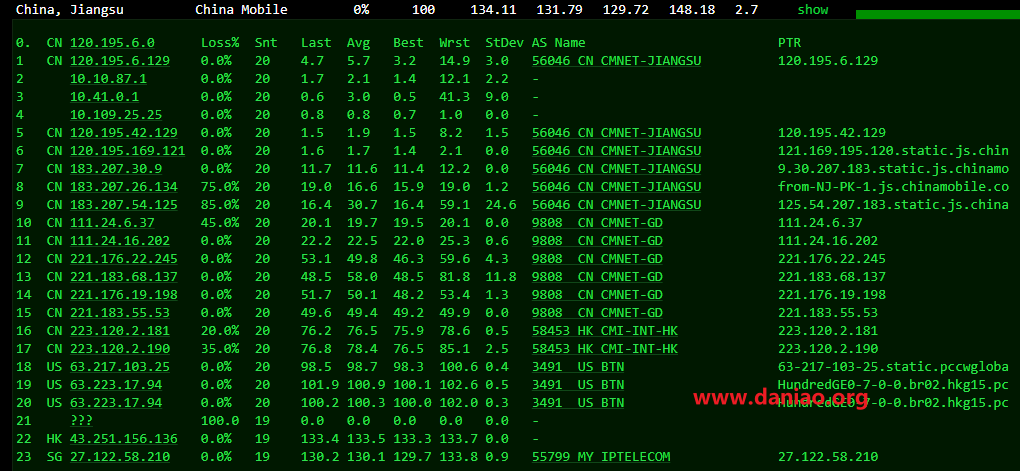 China, Jiangsu China Mobile 0% 100 134.11 131.79 129.72 148.18 2.7 show
0. CN 120.195.6.0 Loss% Snt Last Avg Best Wrst StDev AS Name PTR
1 CN 120.195.6.129 0.0% 20 4.7 5.7 3.2 14.9 3.0 56046 CN CMNET-JIANGSU 120.195.6.129
2 10.10.87.1 0.0% 20 1.7 2.1 1.4 12.1 2.2 -
3 10.41.0.1 0.0% 20 0.6 3.0 0.5 41.3 9.0 -
4 10.109.25.25 0.0% 20 0.8 0.8 0.7 1.0 0.0 -
5 CN 120.195.42.129 0.0% 20 1.5 1.9 1.5 8.2 1.5 56046 CN CMNET-JIANGSU 120.195.42.129
6 CN 120.195.169.121 0.0% 20 1.6 1.7 1.4 2.1 0.0 56046 CN CMNET-JIANGSU 121.169.195.120.static.js.chin
7 CN 183.207.30.9 0.0% 20 11.7 11.6 11.4 12.2 0.0 56046 CN CMNET-JIANGSU 9.30.207.183.static.js.chinamo
8 CN 183.207.26.134 75.0% 20 19.0 16.6 15.9 19.0 1.2 56046 CN CMNET-JIANGSU from-NJ-PK-1.js.chinamobile.co
9 CN 183.207.54.125 85.0% 20 16.4 30.7 16.4 59.1 24.6 56046 CN CMNET-JIANGSU 125.54.207.183.static.js.china
10 CN 111.24.6.37 45.0% 20 20.1 19.7 19.5 20.1 0.0 9808 CN CMNET-GD 111.24.6.37
11 CN 111.24.16.202 0.0% 20 22.2 22.5 22.0 25.3 0.6 9808 CN CMNET-GD 111.24.16.202
12 CN 221.176.22.245 0.0% 20 53.1 49.8 46.3 59.6 4.3 9808 CN CMNET-GD 221.176.22.245
13 CN 221.183.68.137 0.0% 20 48.5 58.0 48.5 81.8 11.8 9808 CN CMNET-GD 221.183.68.137
14 CN 221.176.19.198 0.0% 20 51.7 50.1 48.2 53.4 1.3 9808 CN CMNET-GD 221.176.19.198
15 CN 221.183.55.53 0.0% 20 49.6 49.4 49.2 49.9 0.0 9808 CN CMNET-GD 221.183.55.53
16 CN 223.120.2.181 20.0% 20 76.2 76.5 75.9 78.6 0.5 58453 HK CMI-INT-HK 223.120.2.181
17 CN 223.120.2.190 35.0% 20 76.8 78.4 76.5 85.1 2.5 58453 HK CMI-INT-HK 223.120.2.190
18 US 63.217.103.25 0.0% 20 98.5 98.7 98.3 100.6 0.4 3491 US BTN 63-217-103-25.static.pccwgloba
19 US 63.223.17.94 0.0% 20 101.9 100.9 100.1 102.6 0.5 3491 US BTN HundredGE0-7-0-0.br02.hkg15.pc
20 US 63.223.17.94 0.0% 20 100.2 100.3 100.0 102.0 0.3 3491 US BTN HundredGE0-7-0-0.br02.hkg15.pc
www.daniao.org
21 ??? 100.0 19 0.0 0.0 0.0 0.0 0.0 -
22 HK 43.251.156.136 0.0% 19 133.4 133.5 133.3 133.7 0.0 -
23 SG 27.122.58.210 0.0% 19 130.2 130.1 129.7 133.8 0.9 55799 MY IPTELECOM 27.122.58.210